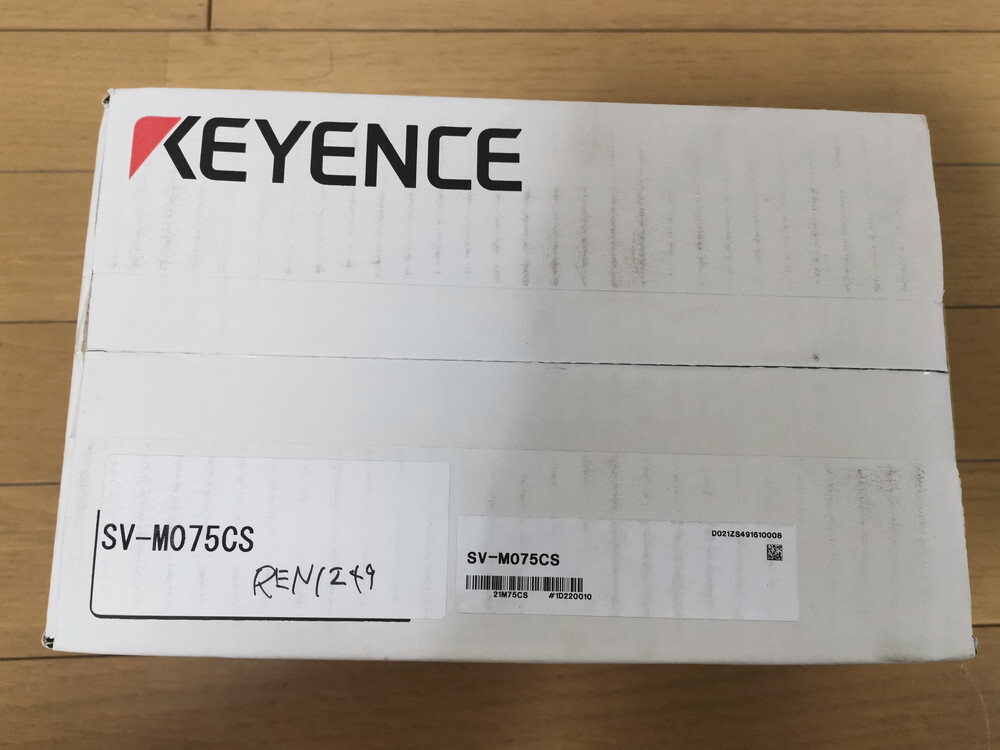 KEYENCE
SV-M075CS
REN1249
D021ZS491610008
SV-M075CS
21M75CS #1D220010